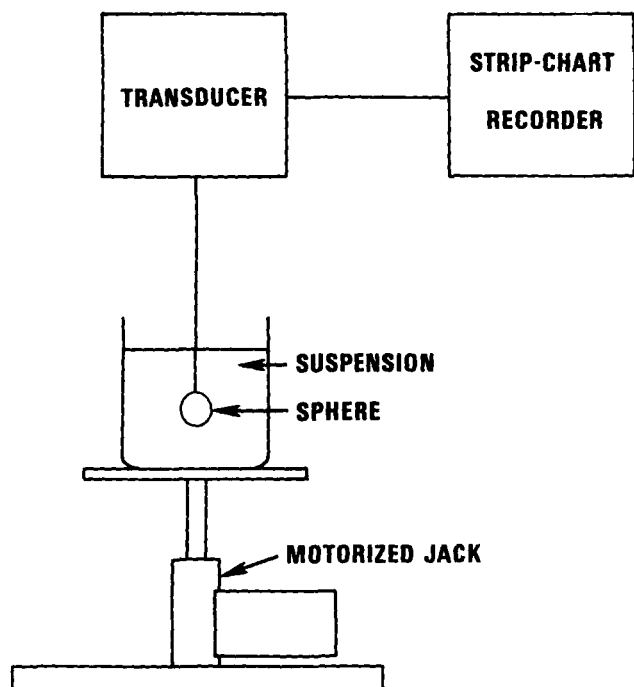 TRANSDUCER
STRIP-CHART
RECORDER
SUSPENSION
SPHERE
MOTORIZED JACK